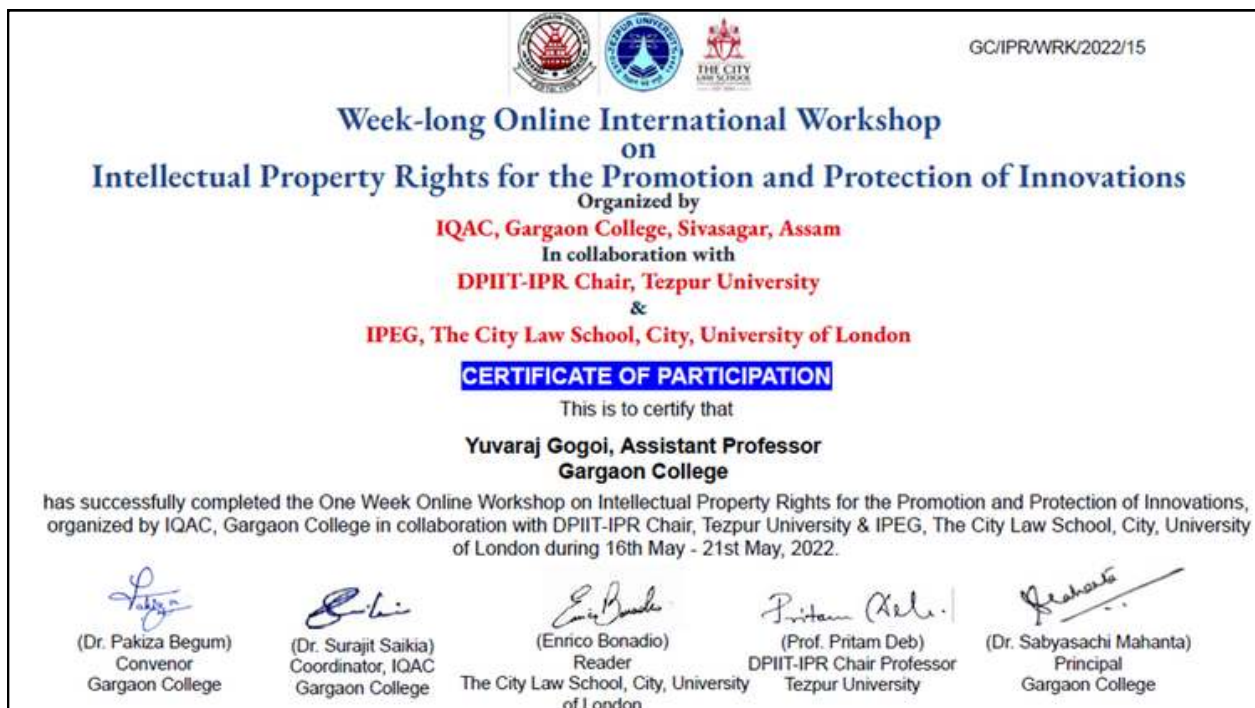 TEZPUR UNIVERSITY
THE CITY
LAW SCHOOL
GC/IPR/WRK/2022/15
Week-long Online International Workshop
on
Intellectual Property Rights for the Promotion and Protection of Innovations
Organized by
IQAC, Gargaon College, Sivasagar, Assam
In collaboration with
DPIIT-IPR Chair, Tezpur University
&
IPEG, The City Law School, City, University of London
CERTIFICATE OF PARTICIPATION
This is to certify that
Yuvaraj Gogoi, Assistant Professor
Gargaon College
has successfully completed the One Week Online Workshop on Intellectual Property Rights for the Promotion and Protection of Innovations,
organized by IQAC, Gargaon College in collaboration with DPIIT-IPR Chair, Tezpur University & IPEG, The City Law School, City, University
of London during 16th May - 21st May, 2022.
Enrico Bonadio
Pritam Deb.
(Dr. Pakiza Begum)
Convenor
Gargaon College
(Dr. Surajit Saikia)
Coordinator, IQAC
Gargaon College
(Enrico Bonadio)
Reader
The City Law School, City, University
of London
(Prof. Pritam Deb)
DPIIT-IPR Chair Professor
Tezpur University
(Dr. Sabyasachi Mahanta)
Principal
Gargaon College